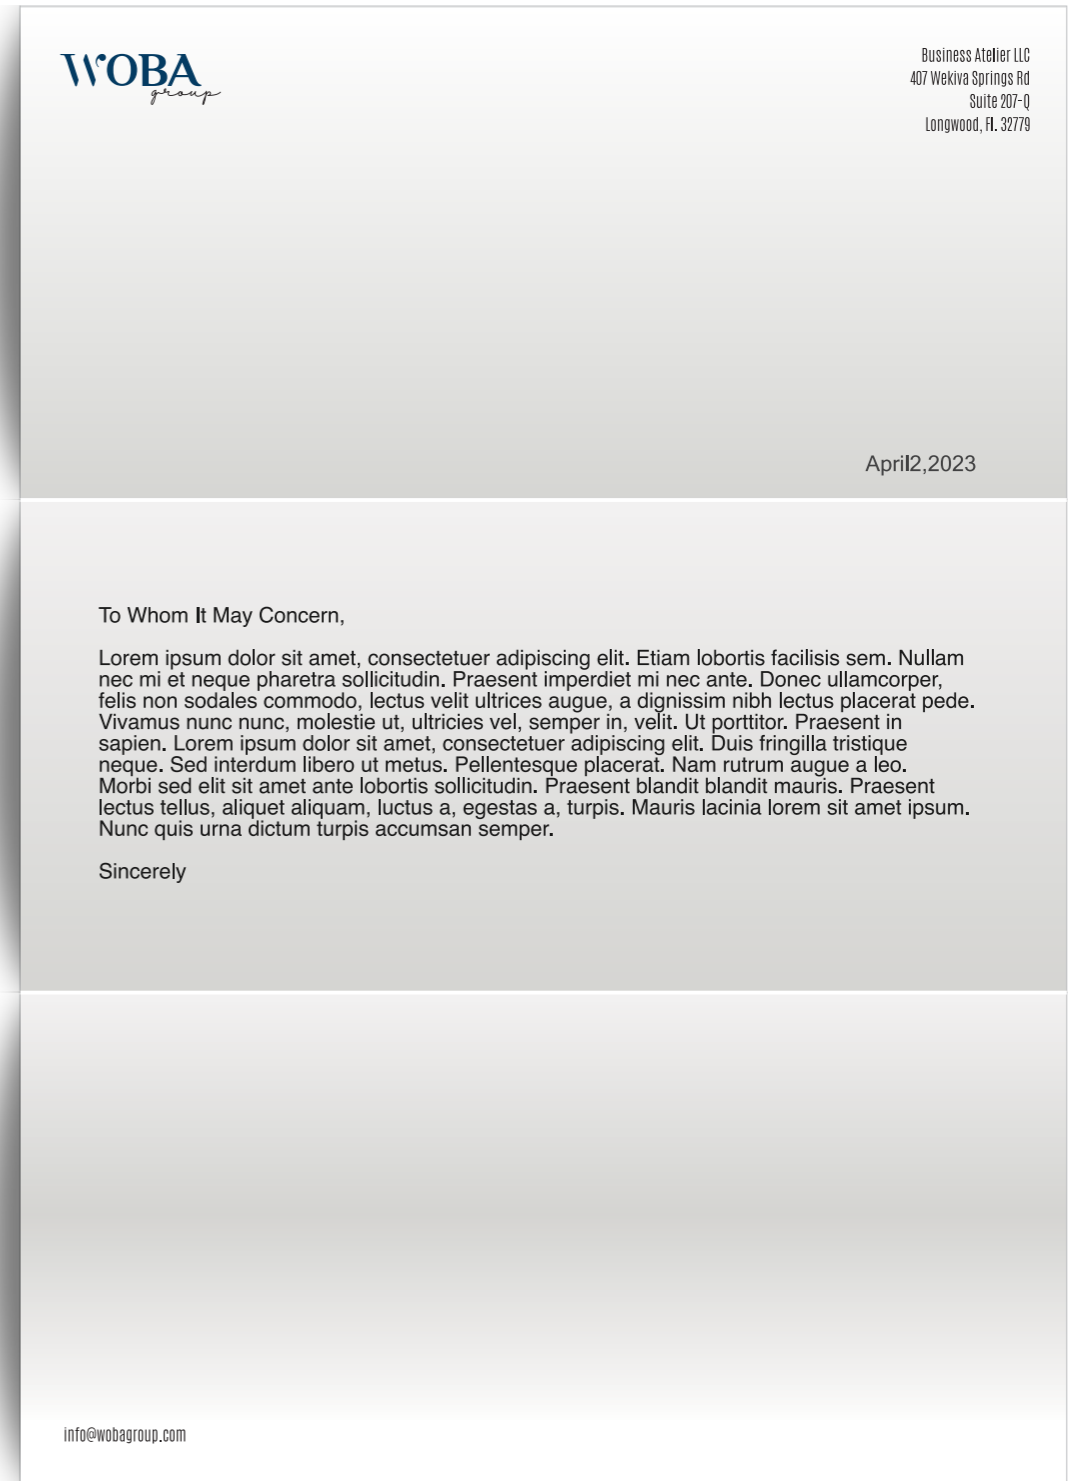 WOBA
group
Business Atelier LLC
407 Wekiva Springs Rd
Suite 207-Q
Longwood, Fl. 32779
April2,2023
To Whom It May Concern,
Lorem ipsum dolor sit amet, consectetuer adipiscing elit. Etiam lobortis facilisis sem. Nullam
nec mi et neque pharetra sollicitudin. Praesent imperdiet mi nec ante. Donec ullamcorper,
felis non sodales commodo, lectus velit ultrices augue, a dignissim nibh lectus placerat pede.
Vivamus nunc nunc, molestie ut, ultricies vel, semper in, velit. Ut porttitor. Praesent in
sapien. Lorem ipsum dolor sit amet, consectetuer adipiscing elit. Duis fringilla tristique
neque. Sed interdum libero ut metus. Pellentesque placerat. Nam rutrum augue a leo.
Morbi sed elit sit amet ante lobortis sollicitudin. Praesent blandit blandit mauris. Praesent
lectus tellus, aliquet aliquam, luctus a, egestas a, turpis. Mauris lacinia lorem sit amet ipsum.
Nunc quis urna dictum turpis accumsan semper.
Sincerely
info@wobagroup.com